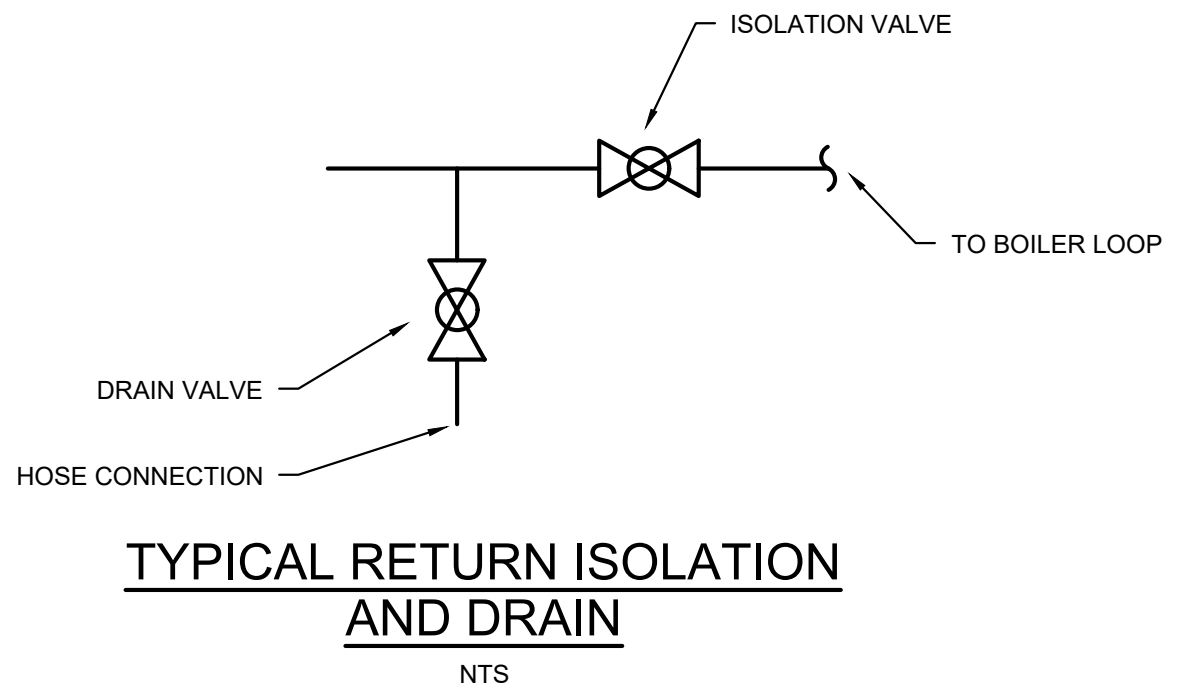 ISOLATION VALVE
TO BOILER LOOP
DRAIN VALVE
HOSE CONNECTION
TYPICAL RETURN ISOLATION
AND DRAIN
NTS